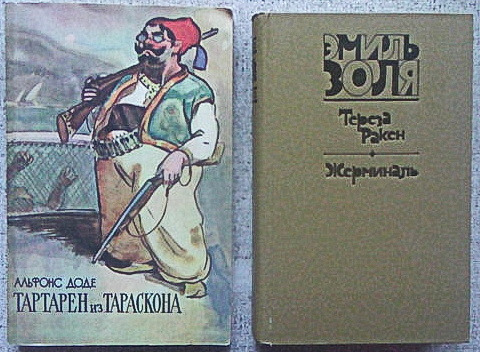 АЛЬФОНС ДОДЕ
ТАРТАРЕН из ТАРАСКОНА
ЭМИЛЬ
ЗОЛЯ
Тереза
Ракен
Жерминаль